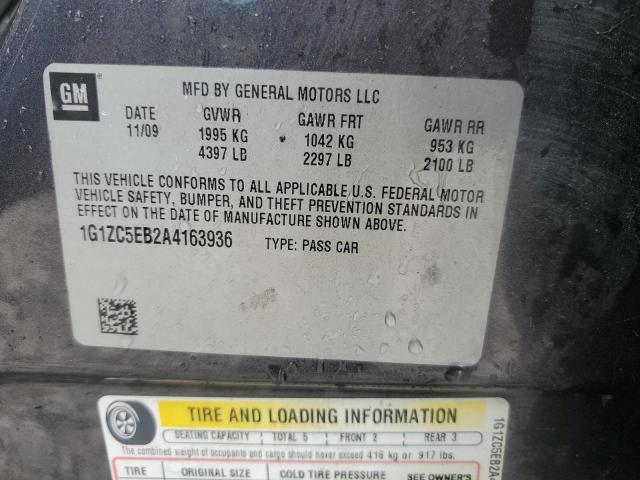 GM
MFD BY GENERAL MOTORS LLC
DATE GVWR GAWR FRT GAWR RR
11/09 1995 KG 1042 KG 953 KG
4397 LB 2297 LB 2100 LB
THIS VEHICLE CONFORMS TO ALL APPLICABLE U.S. FEDERAL MOTOR
VEHICLE SAFETY, BUMPER, AND THEFT PREVENTION STANDARDS IN
EFFECT ON THE DATE OF MANUFACTURE SHOWN ABOVE.
1G1ZC5EB2A4163936 TYPE: PASS CAR
TIRE AND LOADING INFORMATION
SEATING CAPACITY TOTAL 5 FRONT 2 REAR 3
The combined weight of occupants and cargo should never exceed 416 kg or 917 lbs.
TIRE ORIGINAL SIZE COLD TIRE PRESSURE SEE OWNER'S
1G1ZC5EB2A4